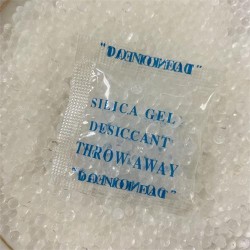 SILICA GEL
DESICCANT
THROW AWAY